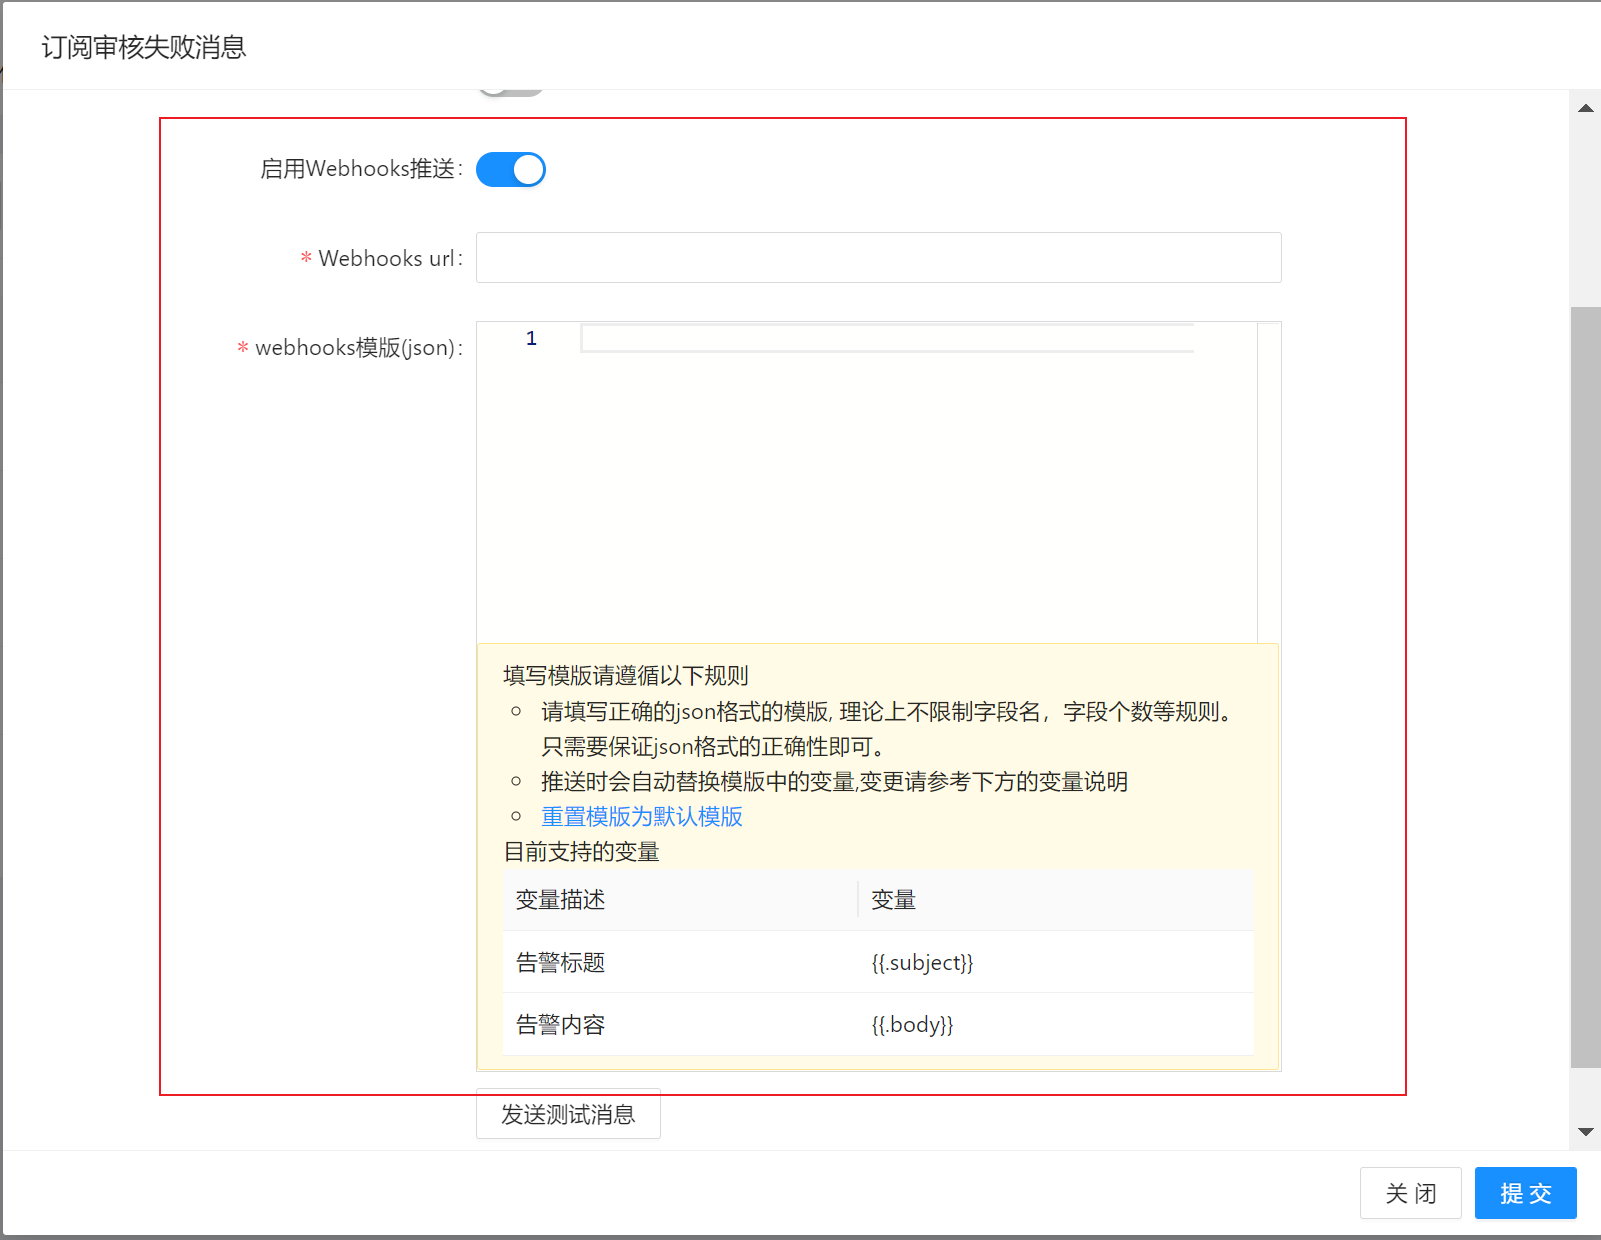 订阅审核失败消息
启用Webhooks推送:
* Webhooks url:
* webhooks模版(json):
1
填写模版请遵循以下规则
请填写正确的json格式的模版, 理论上不限制字段名，字段个数等规则。
只需要保证json格式的正确性即可。
推送时会自动替换模版中的变量,变更请参考下方的变量说明
重置模版为默认模版
目前支持的变量
变量描述 变量
告警标题 {{.subject}}
告警内容 {{.body}}
发送测试消息
关 闭 提 交